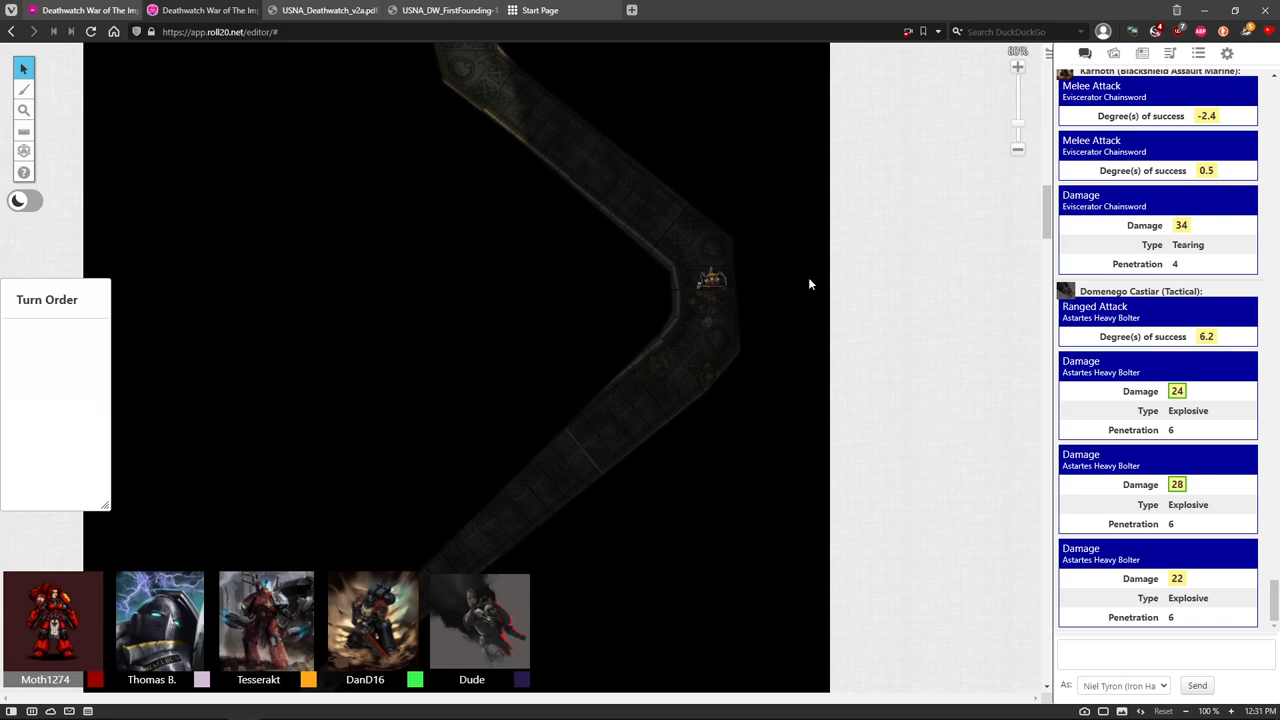 Deathwatch War of The Im
Deathwatch War of The Imp
USNA_Deathwatch_v2a.pdf
USNA_DW_FirstFounding-1
Start Page
https://app.roll20.net/editor/#
Search DuckDuckGo
80%
Turn Order
Karnoth (Blackshield Assault Marine):
Melee Attack
Eviscerator Chainsword
Degree(s) of success -2.4
Melee Attack
Eviscerator Chainsword
Degree(s) of success 0.5
Damage
Eviscerator Chainsword
Damage 34
Type Tearing
Penetration 4
Domenego Castiar (Tactical):
Ranged Attack
Astartes Heavy Bolter
Degree(s) of success 6.2
Damage
Astartes Heavy Bolter
Damage 24
Type Explosive
Penetration 6
Damage
Astartes Heavy Bolter
Damage 28
Type Explosive
Penetration 6
Damage
Astartes Heavy Bolter
Damage 22
Type Explosive
Penetration 6
As: Niel Tyron (Iron Ha Send
Moth1274
Thomas B.
Tesserakt
DanD16
Dude
Reset 100 % 12:31 PM